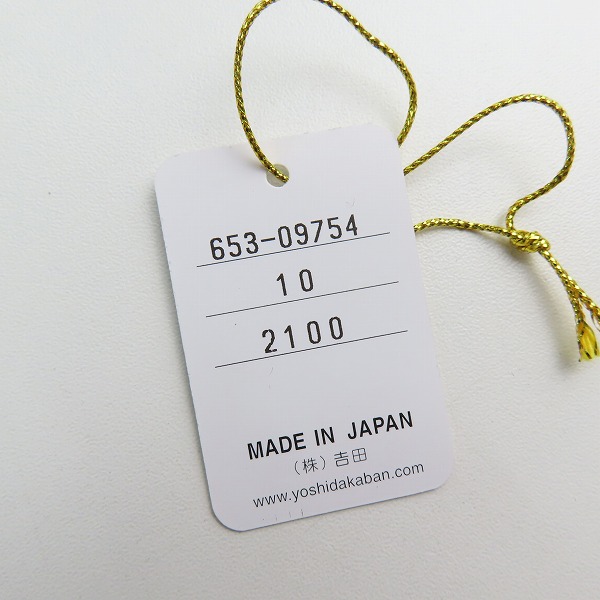 653-09754
10
2100
MADE IN JAPAN
(株)吉田
www.yoshidakaban.com